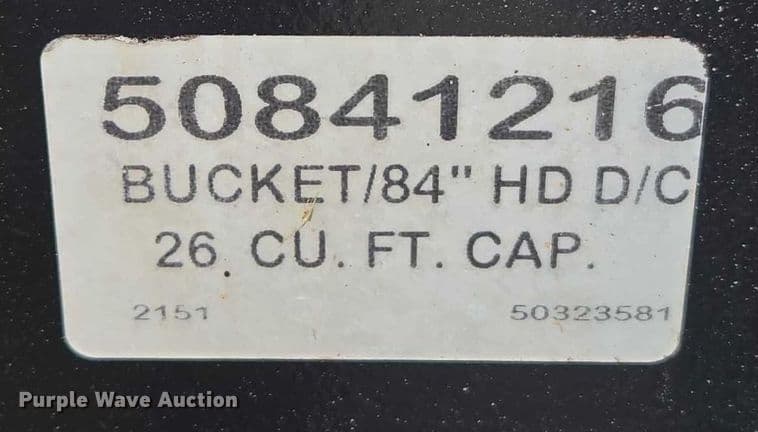 50841216
BUCKET/84" HD D/C
26 CU. FT. CAP.
2151 50323581
Purple Wave Auction